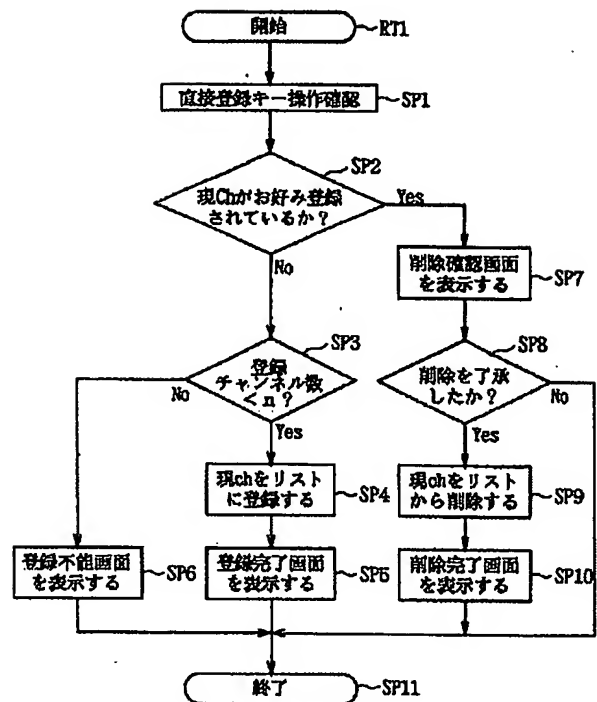 開始
RT1
直接登録キー操作確認
SP1
SP2
現Chがお好み登録
されているか？
Yes
No
削除確認画面
を表示する
SP7
SP3
登録
チャンネル数
＜n？
No
Yes
SP8
削除を了承
したか？
No
Yes
現chをリスト
に登録する
SP4
現chをリスト
から削除する
SP9
登録不能画面
を表示する
SP6
登録完了画面
を表示する
SP5
削除完了画面
を表示する
SP10
終了
SP11